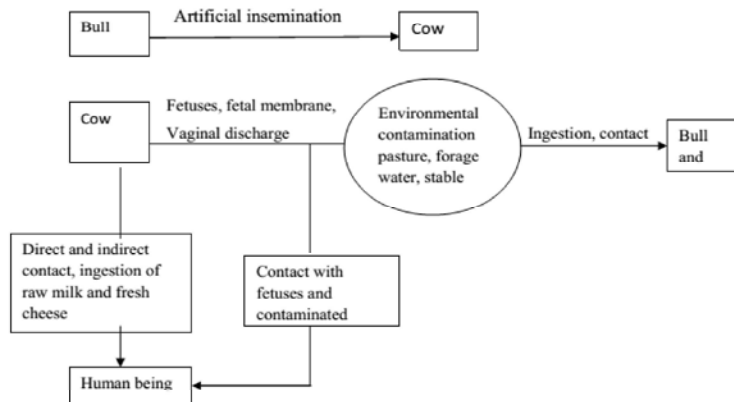 Artificial insemination
Bull
Cow
Cow
Fetuses, fetal membrane,
Vaginal discharge
Environmental
contamination
pasture, forage
water, stable
Ingestion, contact
Bull
and
Direct and indirect
contact, ingestion of
raw milk and fresh
cheese
Contact with
fetuses and
contaminated
Human being